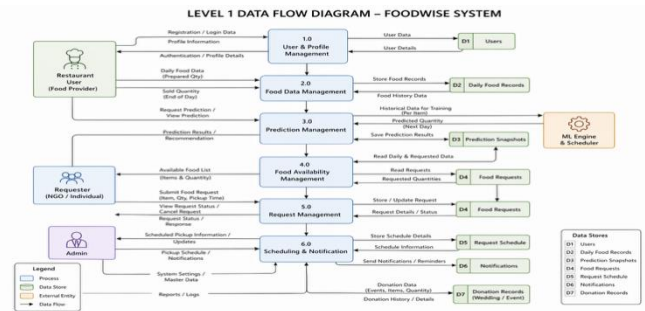 LEVEL 1 DATA FLOW DIAGRAM – FOODWISE SYSTEM
Registration / Login Data
Profile Information
Authentication / Profile Details
1.0
User & Profile
Management
User Data
User Details
D1 Users
Restaurant
User
(Food Provider)
Daily Food Data
(Prepared Qty)
Sold Quantity
(End of Day)
2.0
Food Data Management
Store Food Records
Food History Data
D2 Daily Food Records
Request Prediction /
View Prediction
3.0
Prediction Management
Historical Data for Training
(Per Item)
Predicted Quantity
(Next Day)
Save Prediction Results
D3 Prediction Snapshots
ML Engine
& Scheduler
Prediction Results /
Recommendation
Read Daily & Requested Data
Requester
(NGO / Individual)
Available Food List
(Items & Quantity)
4.0
Food Availability
Management
Read Requests
Requested Quantities
D4 Food Requests
Submit Food Request
(Item, Qty, Pickup Time)
View Request Status /
Cancel Request
Request Status /
Response
5.0
Request Management
Store / Update Request
Request Details / Status
D4 Food Requests
Admin
Scheduled Pickup Information /
Updates
Pickup Schedule /
Notifications
6.0
Scheduling & Notification
Store Schedule Details
Schedule Information
D5 Request Schedule
System Settings /
Master Data
Send Notifications / Reminders
D6 Notifications
Reports / Logs
Donation Data
(Events, Items, Quantity)
Donation History / Details
D7 Donation Records
(Wedding / Event)
Legend
Process
Data Store
External Entity
Data Flow
Data Stores
D1 Users
D2 Daily Food Records
D3 Prediction Snapshots
D4 Food Requests
D5 Request Schedule
D6 Notifications
D7 Donation Records